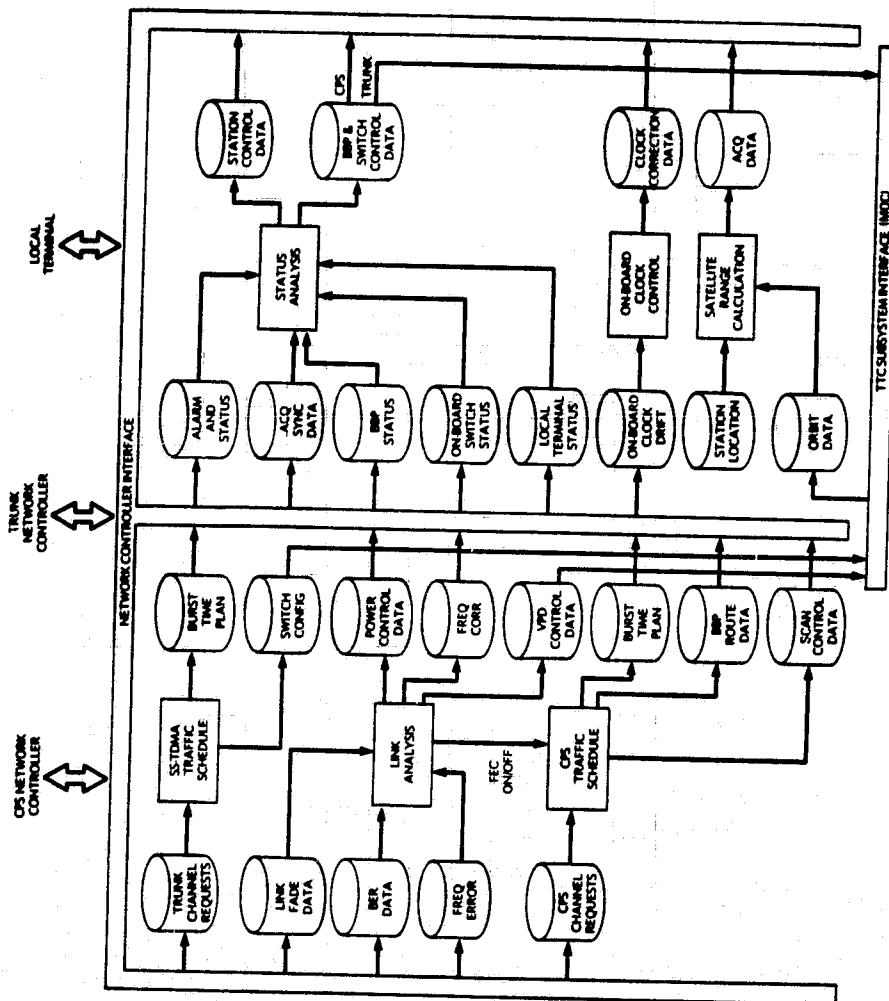 CPS NETWORK
CONTROLLER
TRUNK
NETWORK
CONTROLLER
LOCAL
TERMINAL
NETWORK CONTROLLER INTERFACE
TRUNK
CHANNEL
REQUESTS
SS-TDMA
TRAFFIC
SCHEDULE
BURST
TIME
PLAN
SWITCH
CONFIG
LINK
FADE
DATA
BER
DATA
FREQ
ERROR
LINK
ANALYSIS
POWER
CONTROL
DATA
FREQ
CORR
VPD
CONTROL
DATA
FEC
ON/OFF
CPS
CHANNEL
REQUESTS
CPS
TRAFFIC
SCHEDULE
BURST
TIME
PLAN
BBP
ROUTE
DATA
SCAN
CONTROL
DATA
ALARM
AND
STATUS
ACQ
SYNC
DATA
BBP
STATUS
ON-BOARD
SWITCH
STATUS
LOCAL
TERMINAL
STATUS
STATUS
ANALYSIS
STATION
CONTROL
DATA
BBP &
SWITCH
CONTROL
DATA
CPS
TRUNK
ON-BOARD
CLOCK
DRIFT
ON-BOARD
CLOCK
CONTROL
CLOCK
CORRECTION
DATA
STATION
LOCATION
SATELLITE
RANGE
CALCULATION
ACQ
DATA
ORBIT
DATA
TTC SUBSYSTEM INTERFACE (MOC)